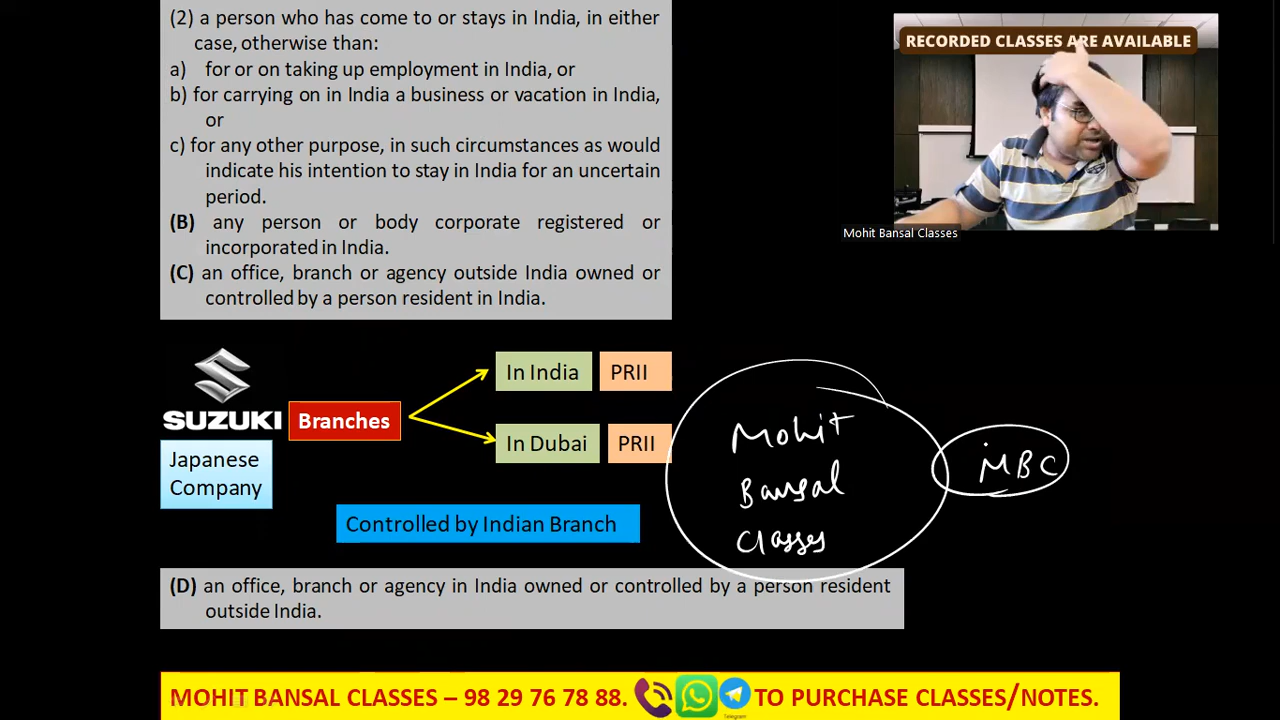 (2) a person who has come to or stays in India, in either
case, otherwise than:
a) for or on taking up employment in India, or
b) for carrying on in India a business or vacation in India,
or
c) for any other purpose, in such circumstances as would
indicate his intention to stay in India for an uncertain
period.
(B) any person or body corporate registered or
incorporated in India.
(C) an office, branch or agency outside India owned or
controlled by a person resident in India.
RECORDED CLASSES ARE AVAILABLE
Mohit Bansal Classes
SUZUKI
Japanese
Company
Branches
In India PRII
In Dubai PRII
Controlled by Indian Branch
Mohit
Bansal
Classes
MBC
(D) an office, branch or agency in India owned or controlled by a person resident
outside India.
MOHIT BANSAL CLASSES – 98 29 76 78 88. TO PURCHASE CLASSES/NOTES.
Telegram